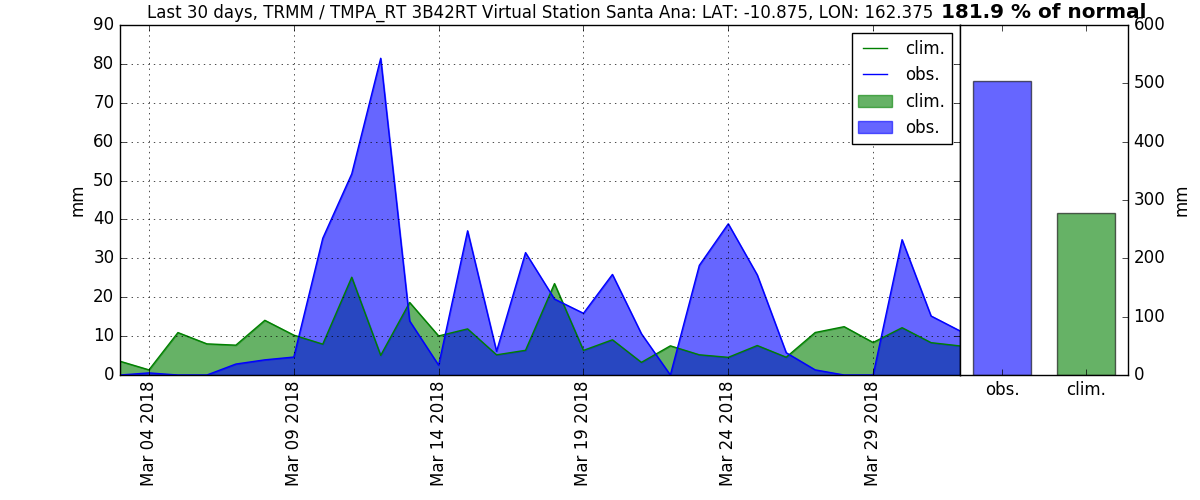 Last 30 days, TRMM / TMPA_RT 3B42RT Virtual Station Santa Ana: LAT: -10.875, LON: 162.375 181.9 % of normal
90
80
70
60
50
40
30
20
10
0
mm
clim.
obs.
clim.
obs.
Mar 04 2018
Mar 09 2018
Mar 14 2018
Mar 19 2018
Mar 24 2018
Mar 29 2018
600
500
400
300
200
100
0
mm
obs. clim.